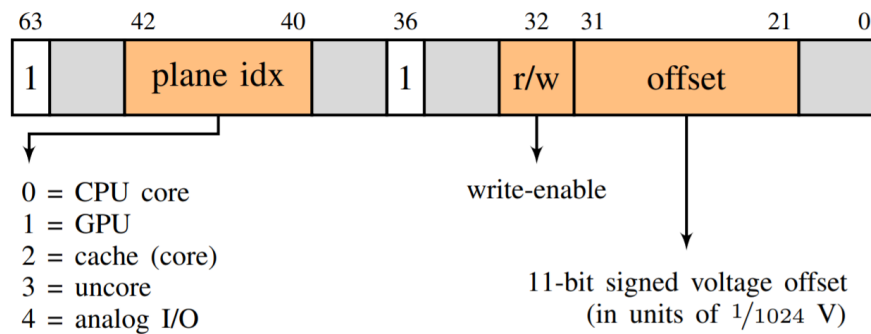 63 42 40 36 32 31 21 0
1 plane idx 1 r/w offset
0 = CPU core
1 = GPU
2 = cache (core)
3 = uncore
4 = analog I/O
write-enable
11-bit signed voltage offset
(in units of 1/1024 V)